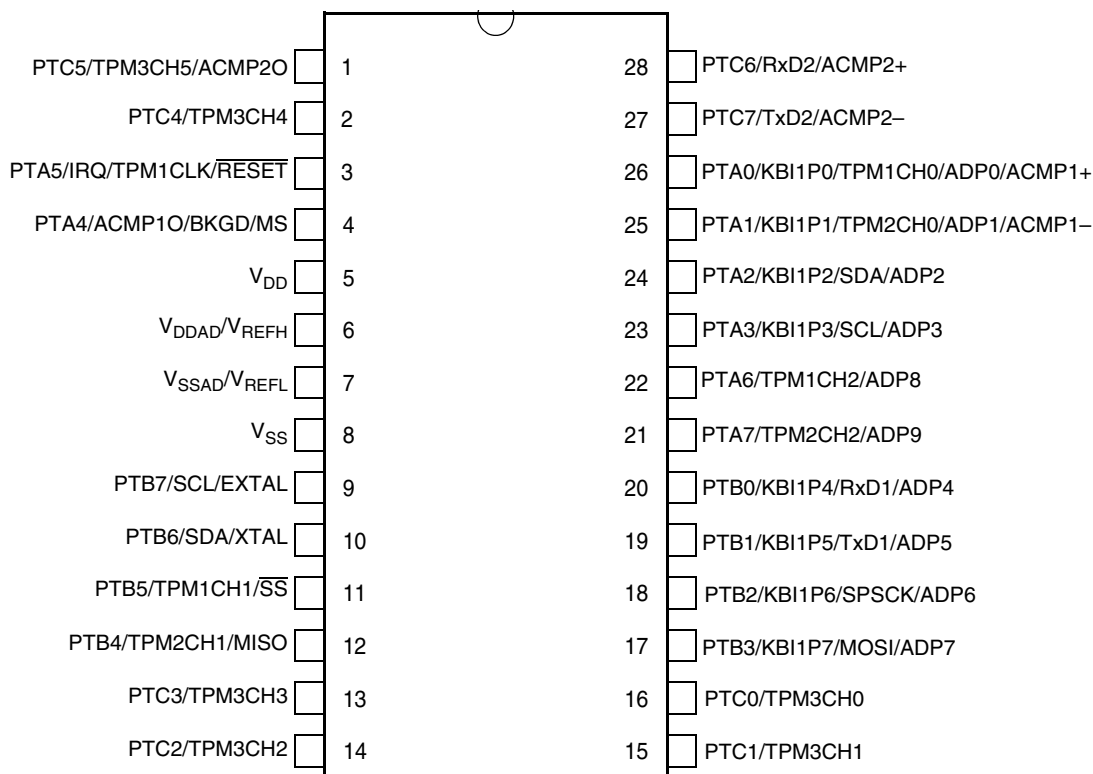 PTC5/TPM3CH5/ACMP2O 1 28 PTC6/RxD2/ACMP2+
PTC4/TPM3CH4 2 27 PTC7/TxD2/ACMP2–
PTA5/IRQ/TPM1CLK/RESET 3 26 PTA0/KBI1P0/TPM1CH0/ADP0/ACMP1+
PTA4/ACMP1O/BKGD/MS 4 25 PTA1/KBI1P1/TPM2CH0/ADP1/ACMP1–
VDD 5 24 PTA2/KBI1P2/SDA/ADP2
VDDAD/VREFH 6 23 PTA3/KBI1P3/SCL/ADP3
VSSAD/VREFL 7 22 PTA6/TPM1CH2/ADP8
VSS 8 21 PTA7/TPM2CH2/ADP9
PTB7/SCL/EXTAL 9 20 PTB0/KBI1P4/RxD1/ADP4
PTB6/SDA/XTAL 10 19 PTB1/KBI1P5/TxD1/ADP5
PTB5/TPM1CH1/SS 11 18 PTB2/KBI1P6/SPSCK/ADP6
PTB4/TPM2CH1/MISO 12 17 PTB3/KBI1P7/MOSI/ADP7
PTC3/TPM3CH3 13 16 PTC0/TPM3CH0
PTC2/TPM3CH2 14 15 PTC1/TPM3CH1